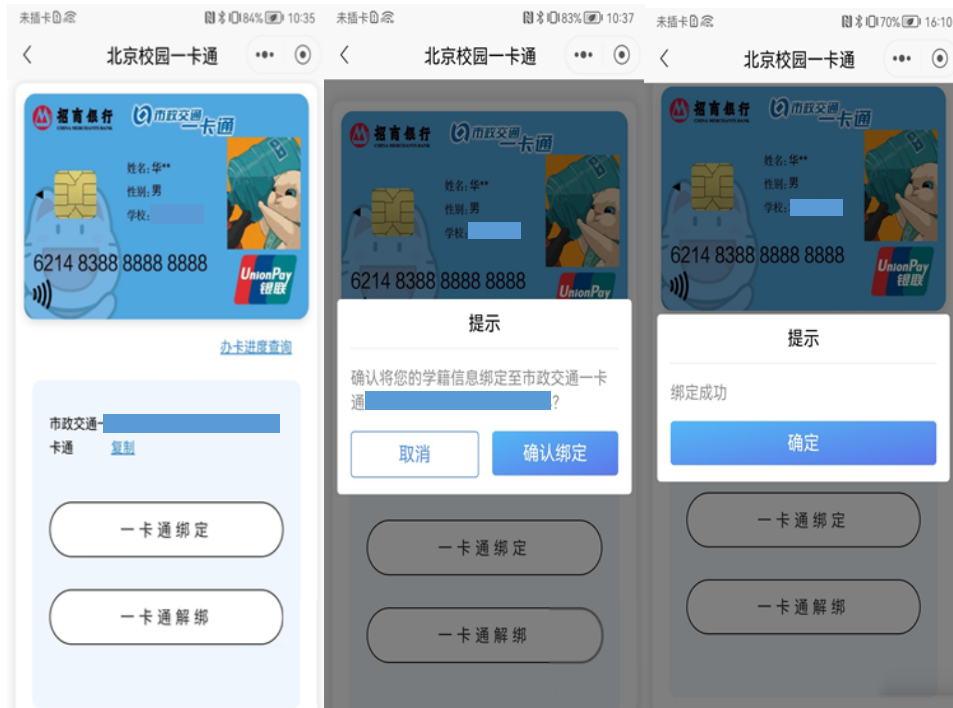 未插卡 84% 10:35
北京校园一卡通
招商银行
CHINA MERCHANTS BANK
市政交通
一卡通
姓名:华**
性别:男
学校:
6214 8388 8888 8888
UnionPay
银联
办卡进度查询
市政交通一
卡通 复制
一卡通绑定
一卡通解绑
未插卡 83% 10:37
北京校园一卡通
招商银行
CHINA MERCHANTS BANK
市政交通
一卡通
姓名:华**
性别:男
学校:
6214 8388 8888 8888
UnionPay
提示
确认将您的学籍信息绑定至市政交通一卡
通?
取消 确认绑定
一卡通绑定
一卡通解绑
未插卡 70% 16:10
北京校园一卡通
招商银行
CHINA MERCHANTS BANK
市政交通
一卡通
姓名:华**
性别:男
学校:
6214 8388 8888 8888
UnionPay
银联
提示
绑定成功
确定
一卡通绑定
一卡通解绑